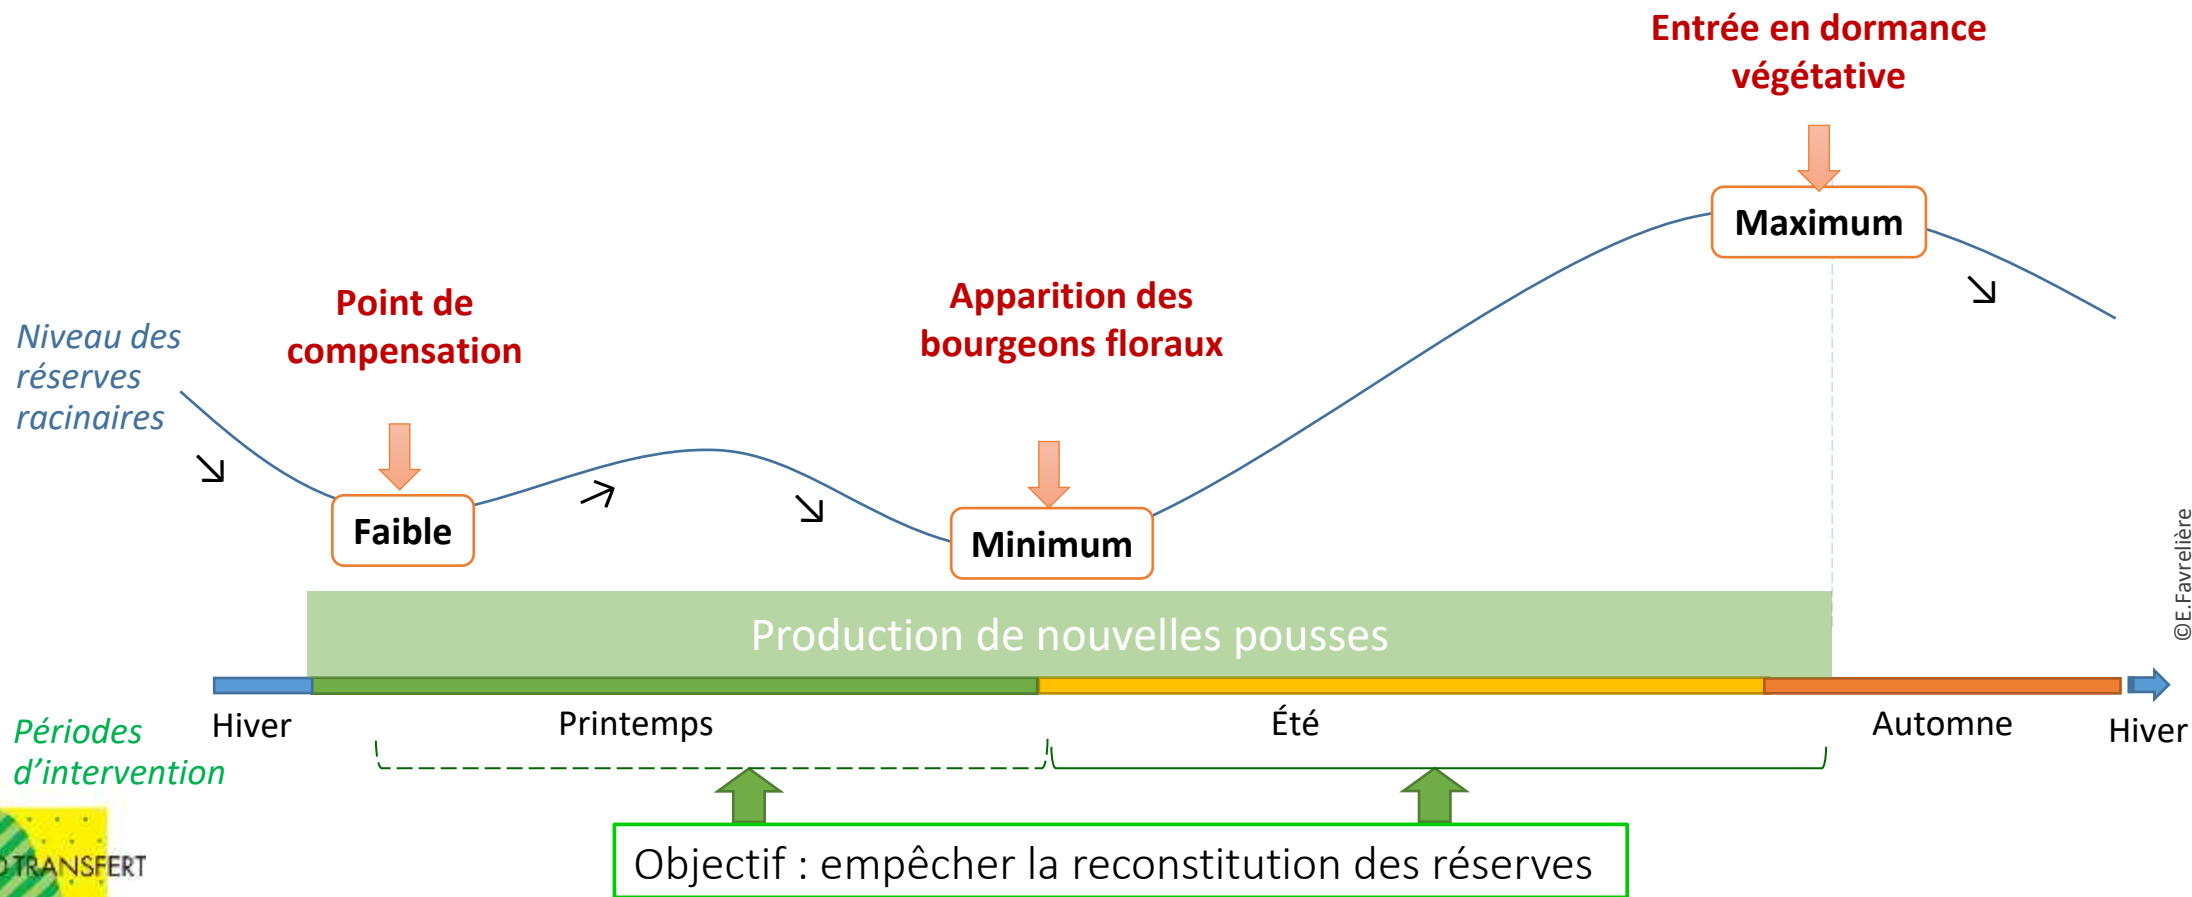 Entrée en dormance
végétative
Maximum
Point de
compensation
Apparition des
bourgeons floraux
Niveau des
réserves
racinaires
Faible
Minimum
©E.Favrelière
Production de nouvelles pousses
Hiver
Printemps
Été
Automne
Hiver
Périodes
d’intervention
Objectif : empêcher la reconstitution des réserves
TRANSFERT